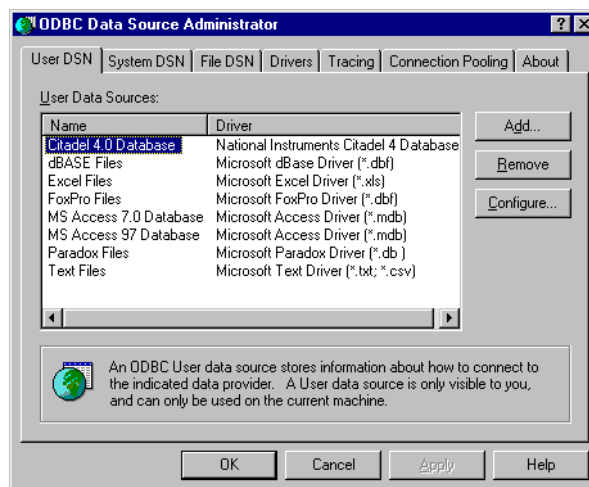 ODBC Data Source Administrator
User DSN System DSN File DSN Drivers Tracing Connection Pooling About
User Data Sources:
Name Driver
Citadel 4.0 Database National Instruments Citadel 4 Database
dBASE Files Microsoft dBase Driver (*.dbf)
Excel Files Microsoft Excel Driver (*.xls)
FoxPro Files Microsoft FoxPro Driver (*.dbf)
MS Access 7.0 Database Microsoft Access Driver (*.mdb)
MS Access 97 Database Microsoft Access Driver (*.mdb)
Paradox Files Microsoft Paradox Driver (*.db )
Text Files Microsoft Text Driver (*.txt; *.csv)
Add...
Remove
Configure...
An ODBC User data source stores information about how to connect to
the indicated data provider. A User data source is only visible to you,
and can only be used on the current machine.
OK Cancel Apply Help